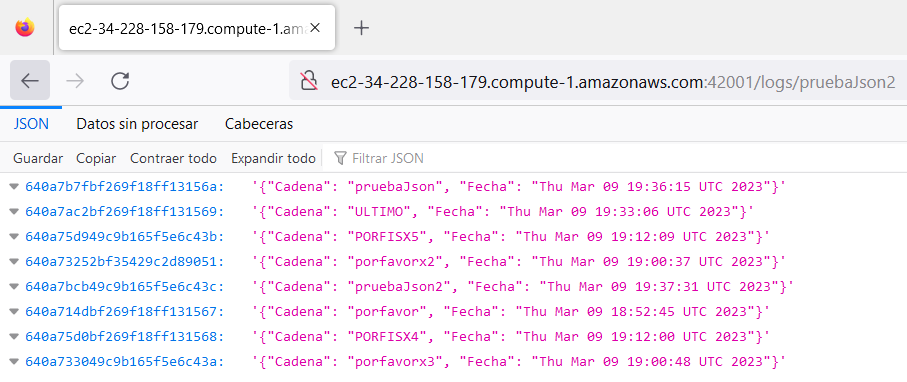 ec2-34-228-158-179.compute-1.am
ec2-34-228-158-179.compute-1.amazonaws.com:42001/logs/pruebaJson2
JSON Datos sin procesar Cabeceras
Guardar Copiar Contraer todo Expandir todo Filtrar JSON
640a7b7fbf269f18ff13156a: '{"Cadena": "pruebaJson", "Fecha": "Thu Mar 09 19:36:15 UTC 2023"}'
640a7ac2bf269f18ff131569: '{"Cadena": "ULTIMO", "Fecha": "Thu Mar 09 19:33:06 UTC 2023"}'
640a75d949c9b165f5e6c43b: '{"Cadena": "PORFISX5", "Fecha": "Thu Mar 09 19:12:09 UTC 2023"}'
640a73252bf35429c2d89051: '{"Cadena": "porfavorx2", "Fecha": "Thu Mar 09 19:00:37 UTC 2023"}'
640a7bcb49c9b165f5e6c43c: '{"Cadena": "pruebaJson2", "Fecha": "Thu Mar 09 19:37:31 UTC 2023"}'
640a714dbf269f18ff131567: '{"Cadena": "porfavor", "Fecha": "Thu Mar 09 18:52:45 UTC 2023"}'
640a75d0bf269f18ff131568: '{"Cadena": "PORFISX4", "Fecha": "Thu Mar 09 19:12:00 UTC 2023"}'
640a733049c9b165f5e6c43a: '{"Cadena": "porfavorx3", "Fecha": "Thu Mar 09 19:00:48 UTC 2023"}'